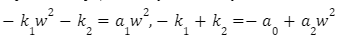 − k₁w² − k₂ = a₁w², − k₁ + k₂ = − a₀ + a₂w²